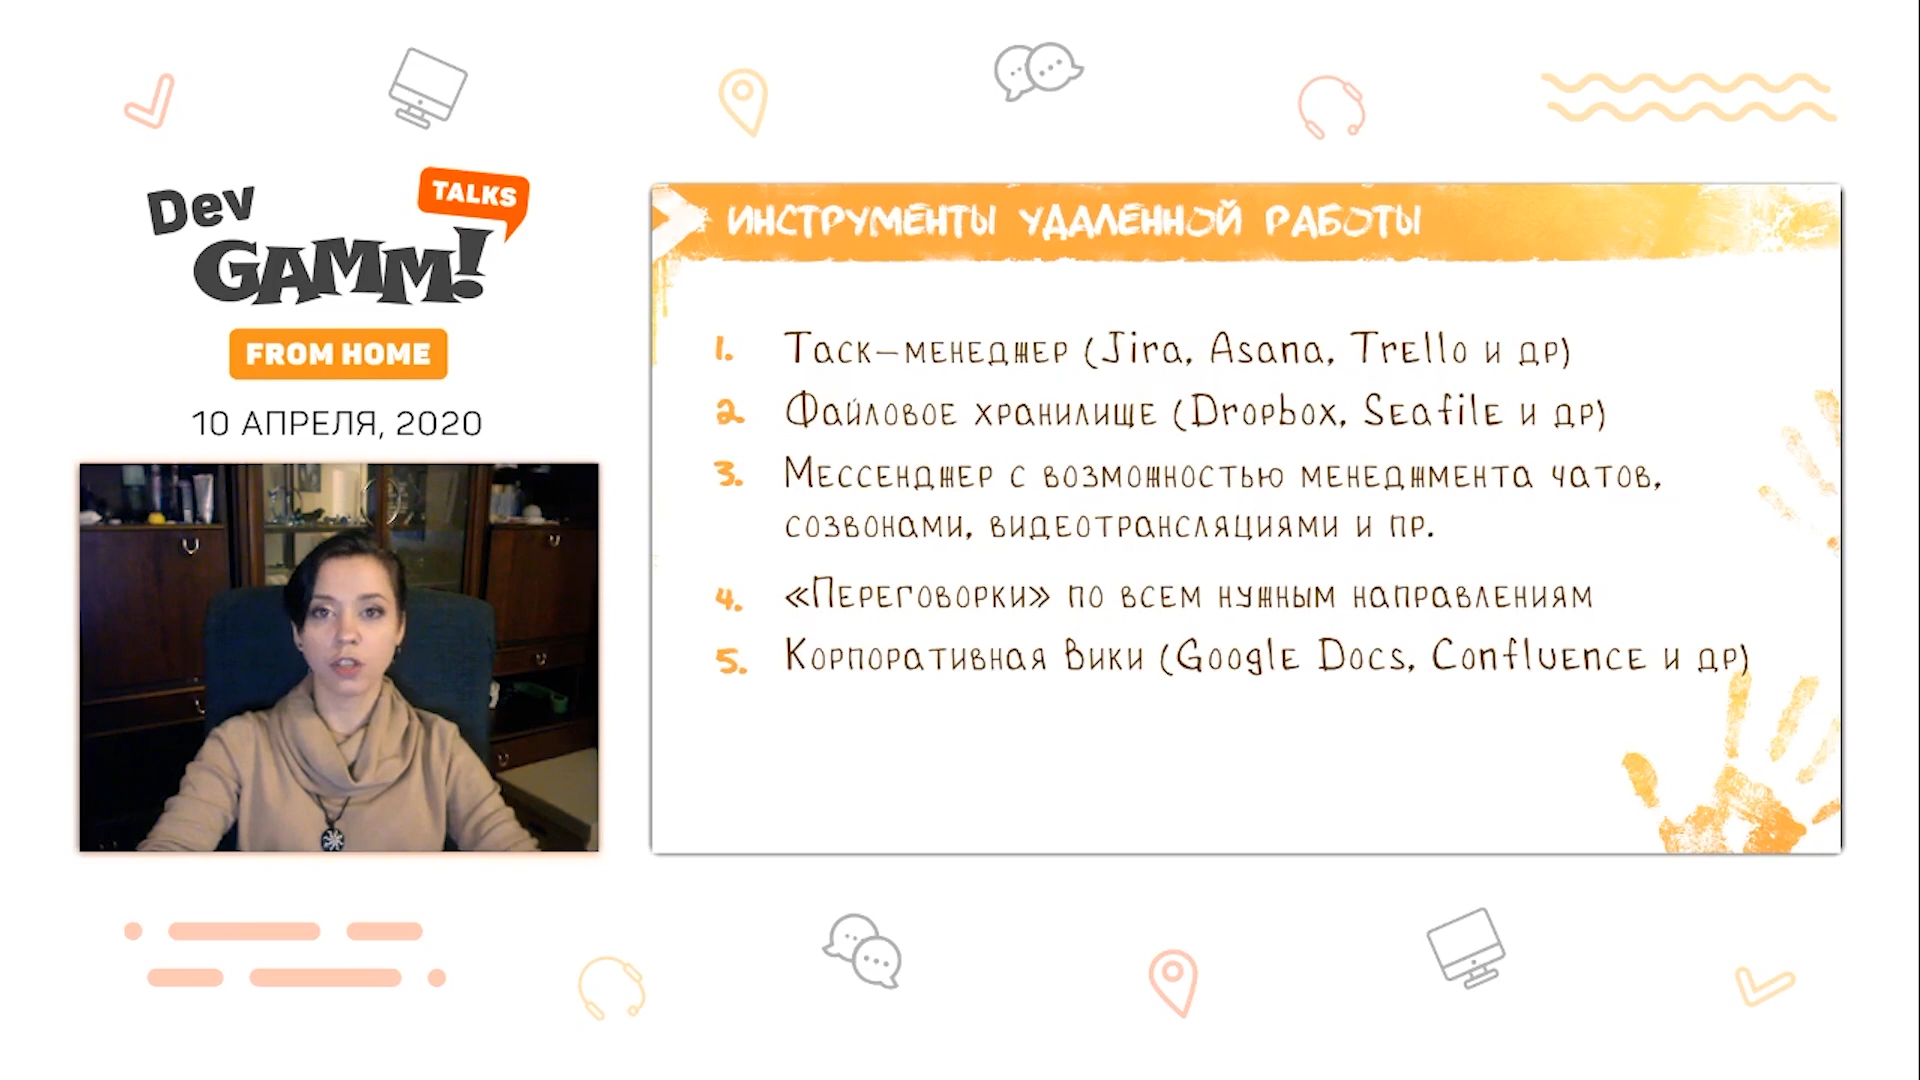 Dev
TALKS
GAMM!
FROM HOME
10 АПРЕЛЯ, 2020
ИНСТРУМЕНТЫ УДАЛЕННОЙ РАБОТЫ
1. Таск-менеджер (Jira, Asana, Trello и др)
2. Файловое хранилище (Dropbox, Seafile и др)
3. Мессенджер с возможностью менеджмента чатов,
созвонами, видеотрансляциями и пр.
4. «Переговорки» по всем нужным направлениям
5. Корпоративная Вики (Google Docs, Confluence и др)